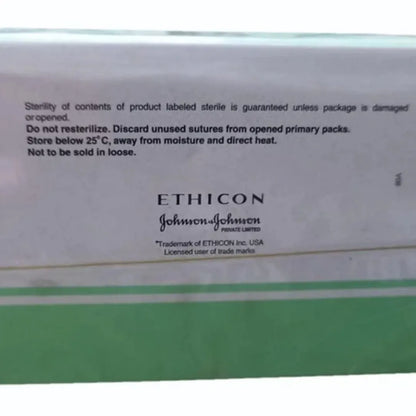 Sterility of contents of product labeled sterile is guaranteed unless package is damaged
or opened.
Do not resterilize. Discard unused sutures from opened primary packs.
Store below 25°C, away from moisture and direct heat.
Not to be sold in loose.
ETHICON
Johnson & Johnson
PRIVATE LIMITED
*Trademark of ETHICON Inc. USA
Licensed user of trade marks